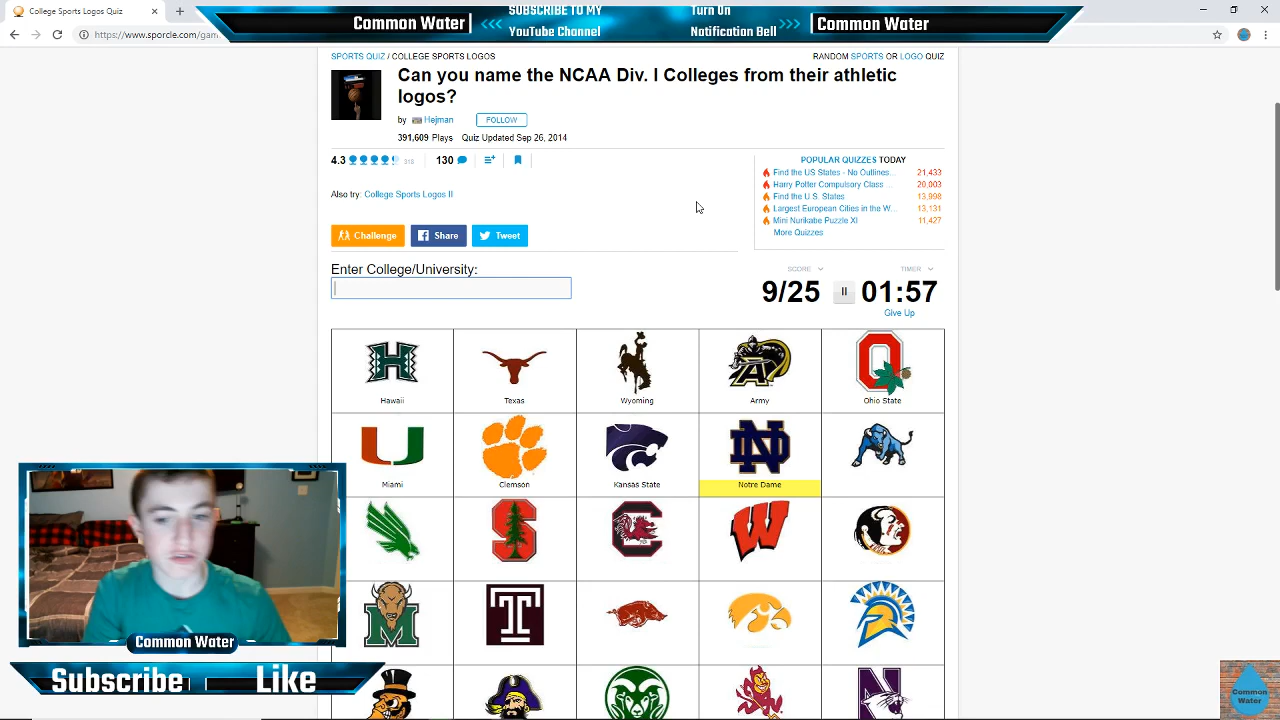 College Sports Logos Quiz
https://www.sporcle.com/gam
Common Water
<<<
SUBSCRIBE TO MY
YouTube Channel
Turn On
Notification Bell
>>>
Common Water
SPORTS QUIZ / COLLEGE SPORTS LOGOS
RANDOM SPORTS OR LOGO QUIZ
Can you name the NCAA Div. I Colleges from their athletic
logos?
by Hejman FOLLOW
391,609 Plays Quiz Updated Sep 26, 2014
4.3 318 130
POPULAR QUIZZES TODAY
Find the US States - No Outlines... 21,433
Harry Potter Compulsory Class ... 20,003
Find the U.S. States 13,998
Largest European Cities in the W... 13,131
Mini Nurikabe Puzzle XI 11,427
More Quizzes
Also try: College Sports Logos II
Challenge Share Tweet
Enter College/University:
SCORE TIMER
9/25 01:57
Give Up
H
A
O
Hawaii Texas Wyoming Army Ohio State
U
ND
Miami Clemson Kansas State Notre Dame
S C W
M T
N
Common Water
Subscribe Like
Common
Water